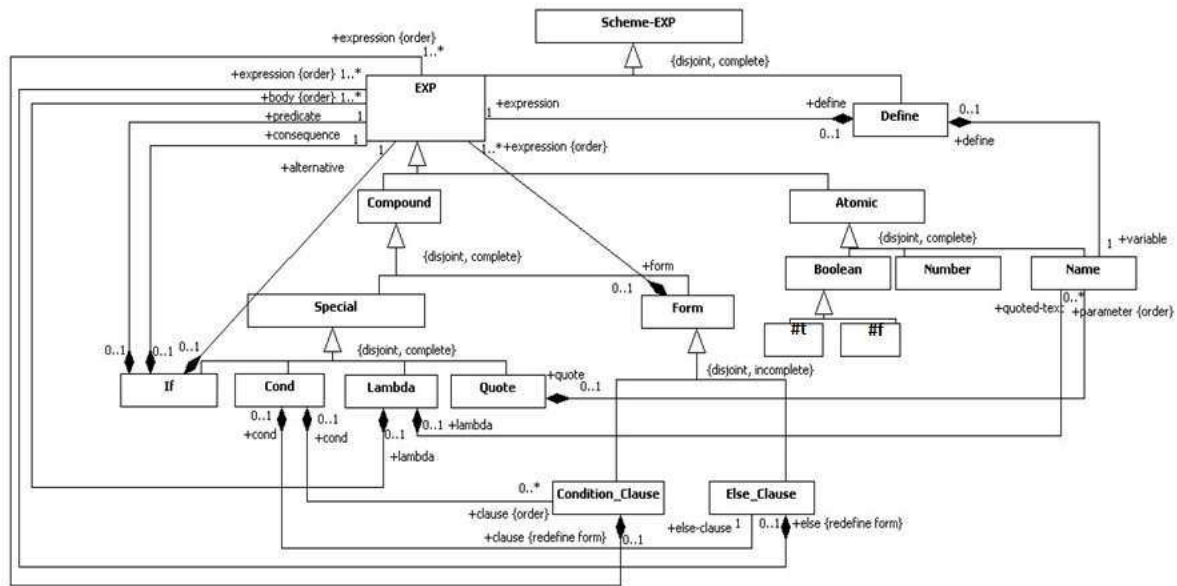 Scheme-EXP
+expression {order}
1..*
{disjoint, complete}
+expression {order} 1..*
EXP
+body {order} 1..*
+expression
1
+define
0..1
Define
0..1
+define
+predicate
1
+consequence
1
+alternative
1
1..* +expression {order}
Compound
Atomic
{disjoint, complete}
1
+variable
{disjoint, complete}
+form
0..1
Boolean
Number
Name
Special
Form
+quoted-text
0..*
+parameter {order}
#t
#f
{disjoint, complete}
{disjoint, incomplete}
0..1
0..1
0..1
If
Cond
Lambda
Quote
+quote
0..1
0..1
+cond
0..1
+cond
0..1
+lambda
0..1
+lambda
0..*
Condition_Clause
Else_Clause
+clause {order}
+clause {redefine form}
0..1
+else-clause
1
0..1
+else {redefine form}